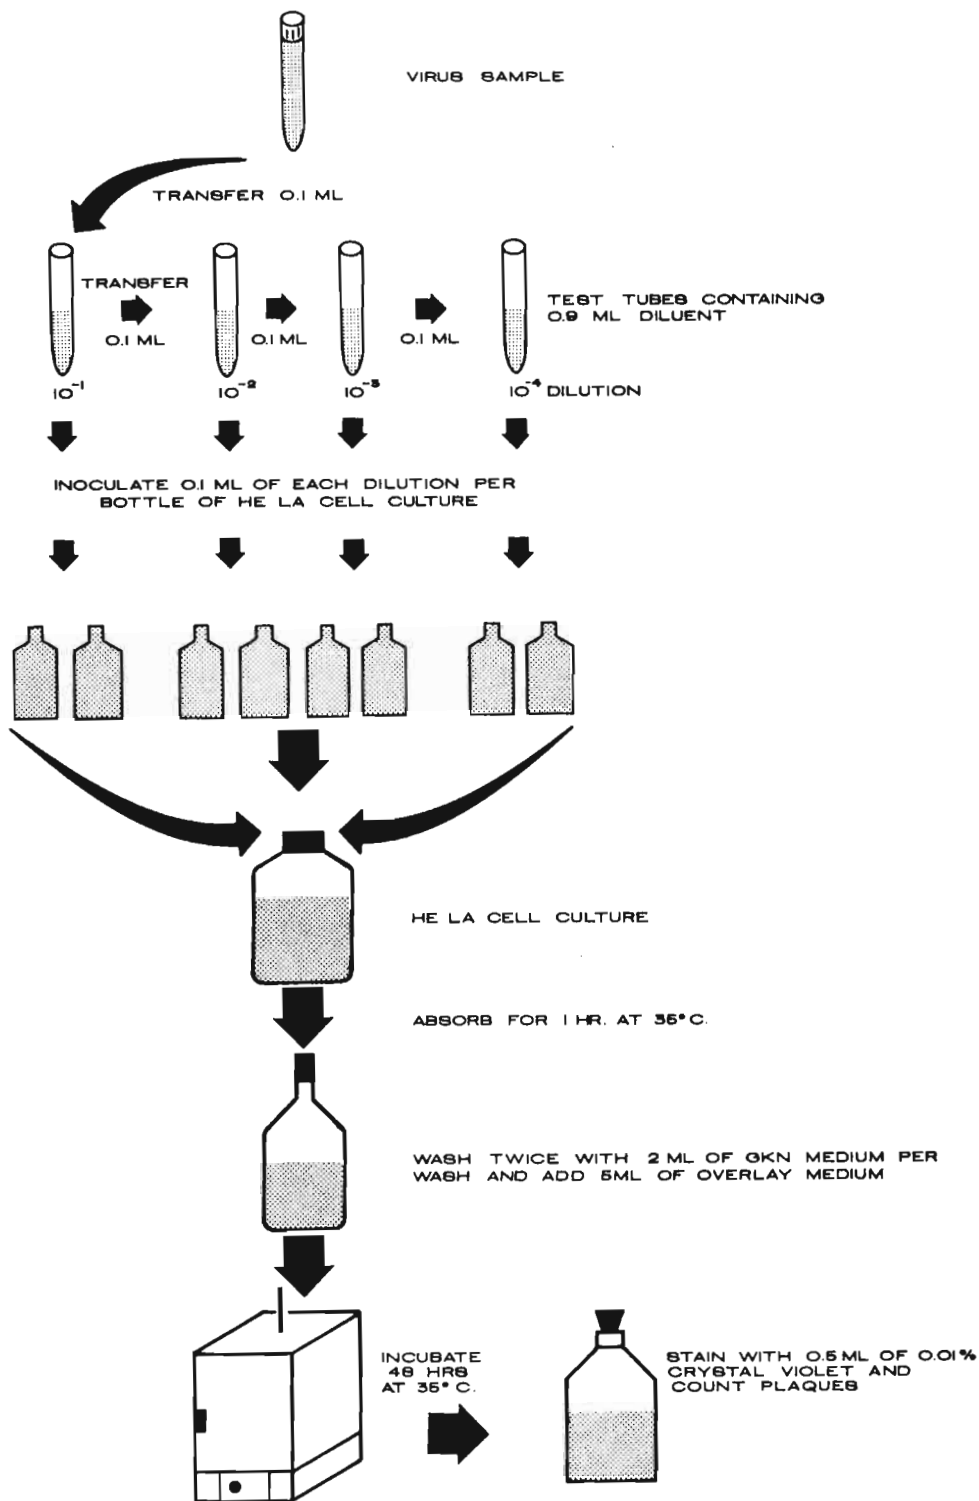 VIRUS SAMPLE
TRANSFER 0.1 ML
TRANSFER
0.1 ML
0.1 ML
0.1 ML
TEST TUBES CONTAINING
0.9 ML DILUENT
10⁻¹
10⁻²
10⁻³
10⁻⁴ DILUTION
INOCULATE 0.1 ML OF EACH DILUTION PER
BOTTLE OF HE LA CELL CULTURE
HE LA CELL CULTURE
ABSORB FOR 1 HR. AT 35° C.
WASH TWICE WITH 2 ML OF GKN MEDIUM PER
WASH AND ADD 5ML OF OVERLAY MEDIUM
INCUBATE
48 HRS
AT 35° C.
STAIN WITH 0.5 ML OF 0.01%
CRYSTAL VIOLET AND
COUNT PLAQUES